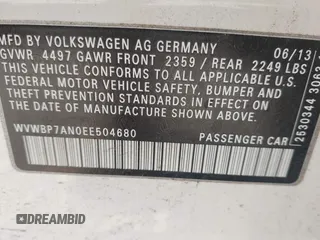 MFD BY VOLKSWAGEN AG GERMANY 06/13
GVWR 4497 GAWR FRONT 2359 / REAR 2249 LBS
THIS VEHICLE CONFORMS TO ALL APPLICABLE
FEDERAL MOTOR VEHICLE SAFETY, BUMPER AND
THEFT PREVENTION STANDARDS IN EFFECT ON THE
DATE OF MANUFACTURE SHOWN ABOVE.
WVWBP7AN0EE504680 PASSENGER CAR
2530344 3063
DREAMBID